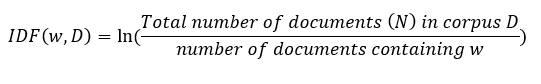 IDF(w, D) = ln(Total number of documents (N) in corpus D / number of documents containing w)